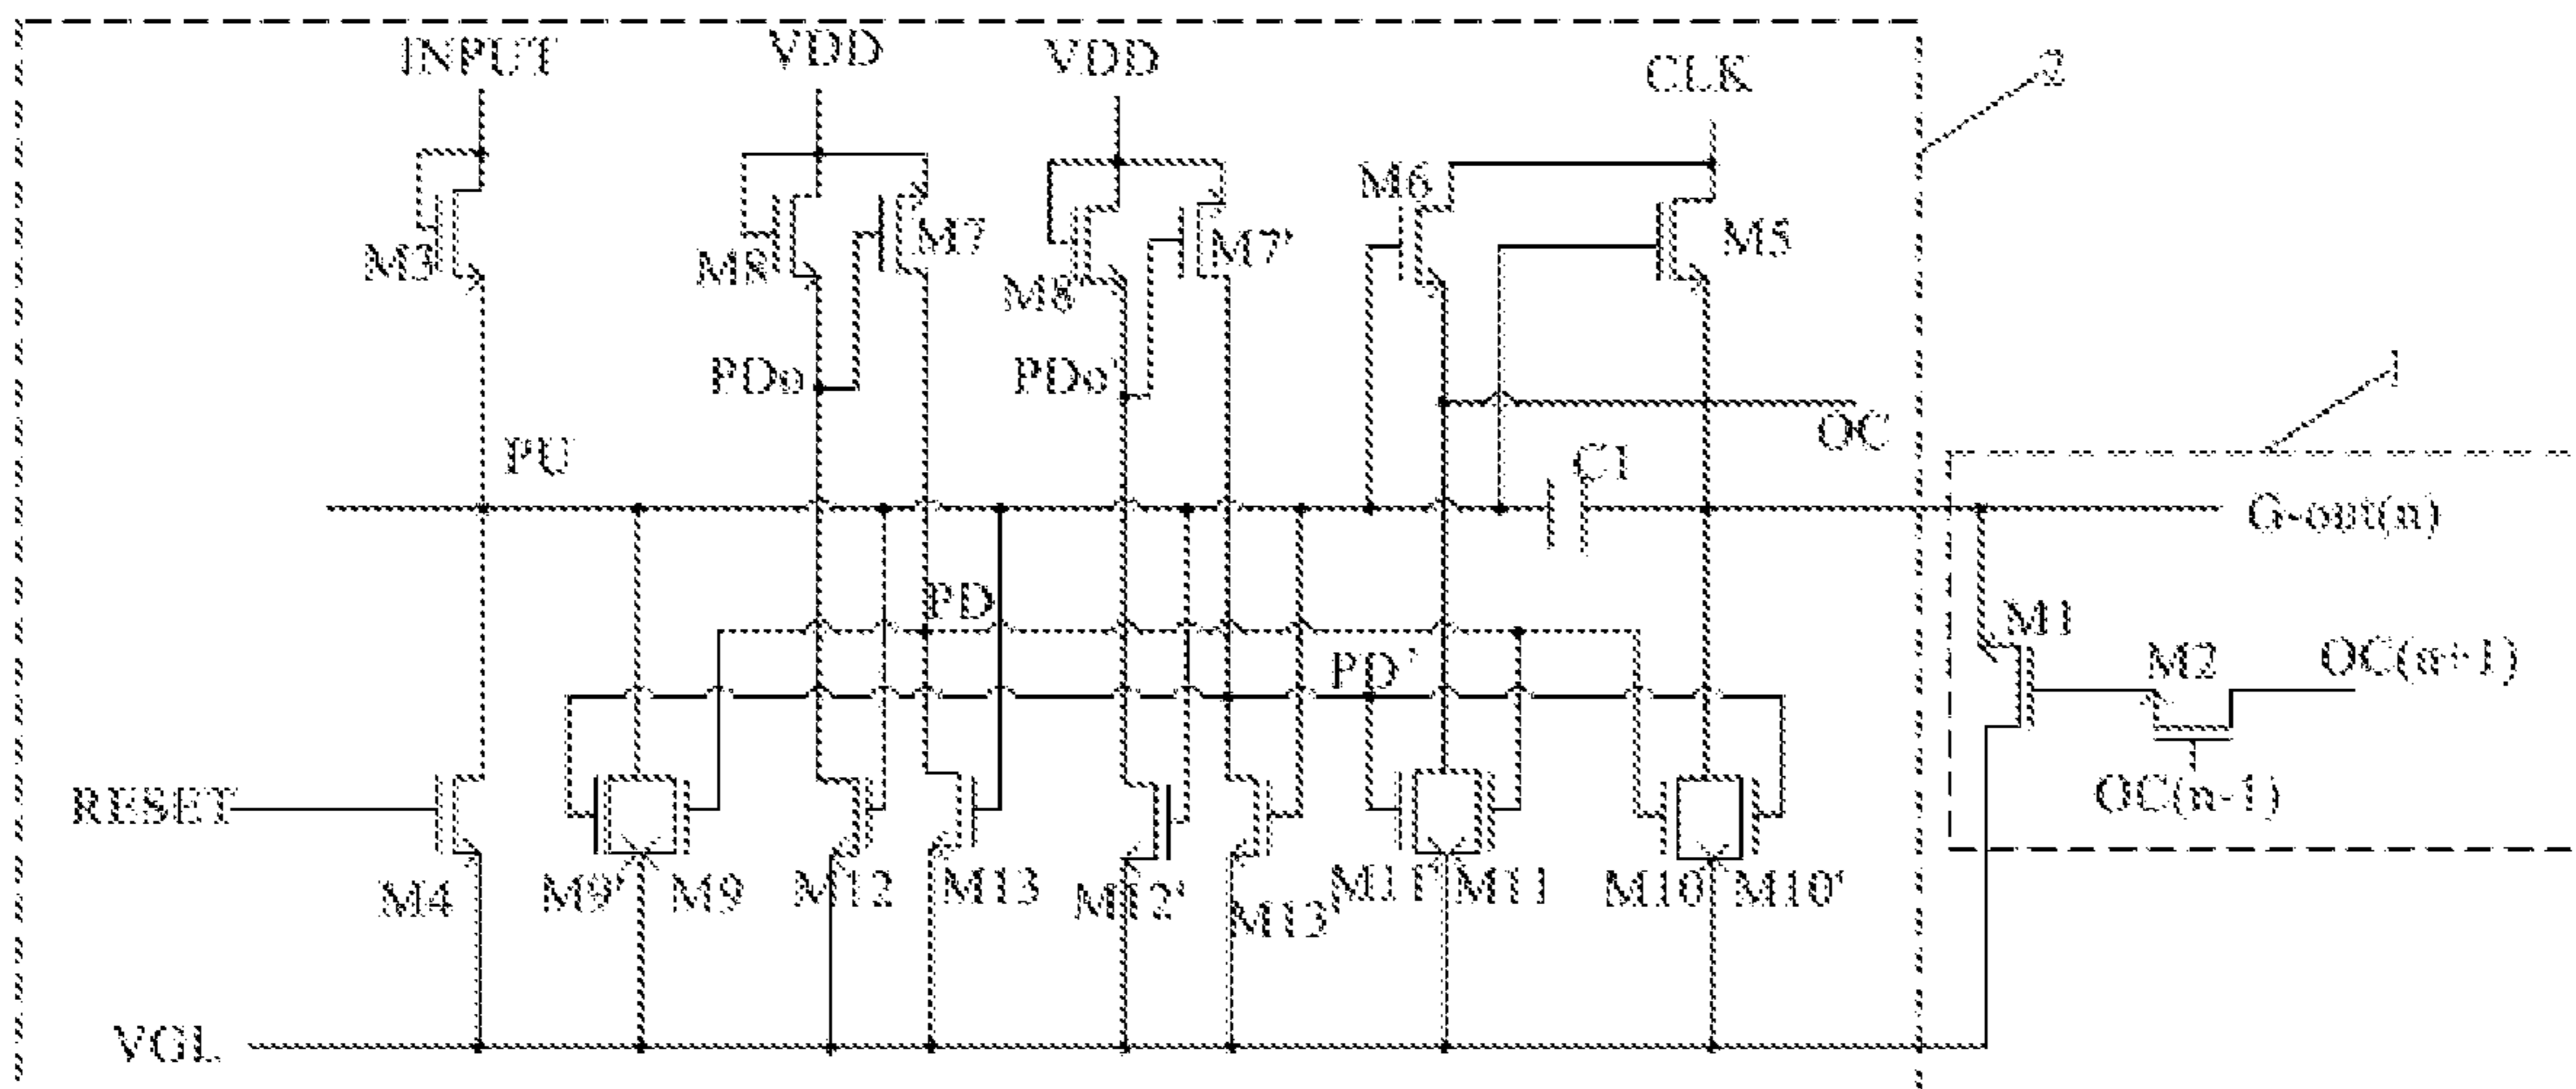 INPUT
VDD
VDD
CLK
2
M3
M8
M7
M8'
M7'
M6
M5
PDo
PDo'
OC
1
PU
C1
G-out(n)
PD
M1
PD'
M2
OC(n+1)
OC(n-1)
RESET
M4
M9'
M9
M12
M13
M12'
M13'
M11'
M11
M10
M10'
VGL